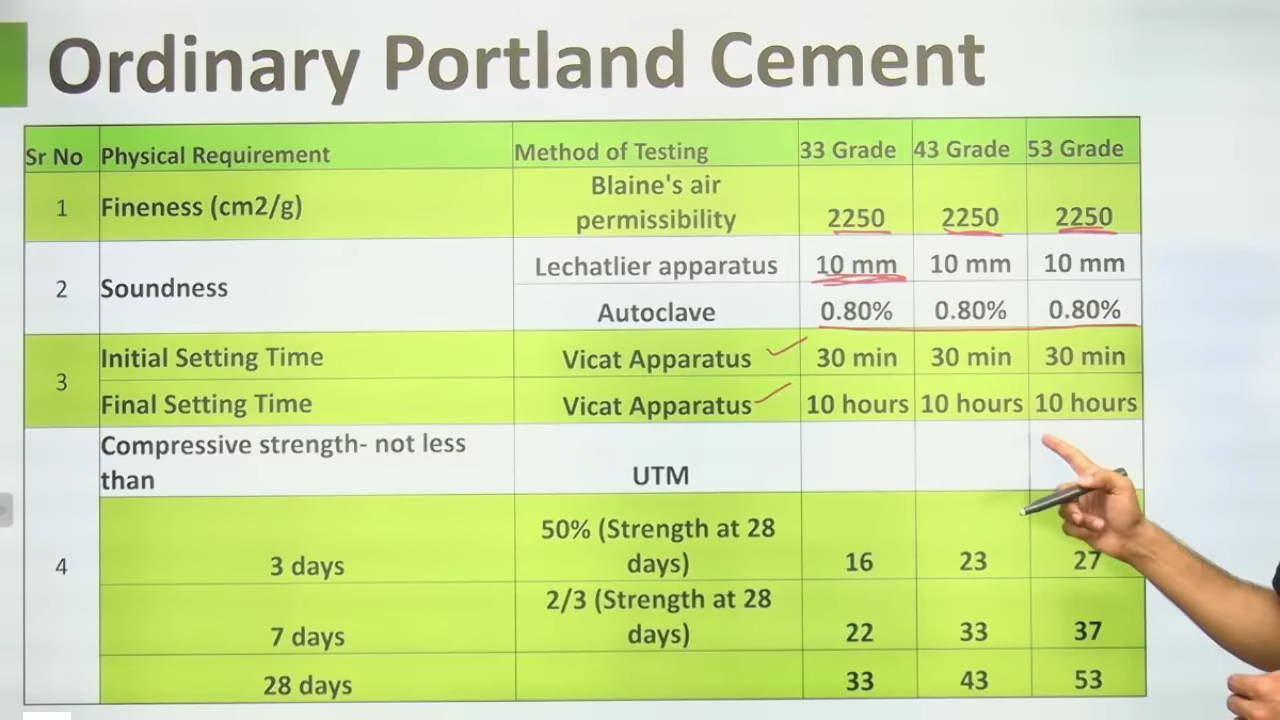 Ordinary Portland Cement
Sr No Physical Requirement Method of Testing 33 Grade 43 Grade 53 Grade
1 Fineness (cm2/g) Blaine's air
permissibility 2250 2250 2250
2 Soundness Lechatlier apparatus 10 mm 10 mm 10 mm
Autoclave 0.80% 0.80% 0.80%
3 Initial Setting Time Vicat Apparatus 30 min 30 min 30 min
Final Setting Time Vicat Apparatus 10 hours 10 hours 10 hours
4 Compressive strength- not less
than UTM
3 days 50% (Strength at 28
days) 16 23 27
7 days 2/3 (Strength at 28
days) 22 33 37
28 days 33 43 53